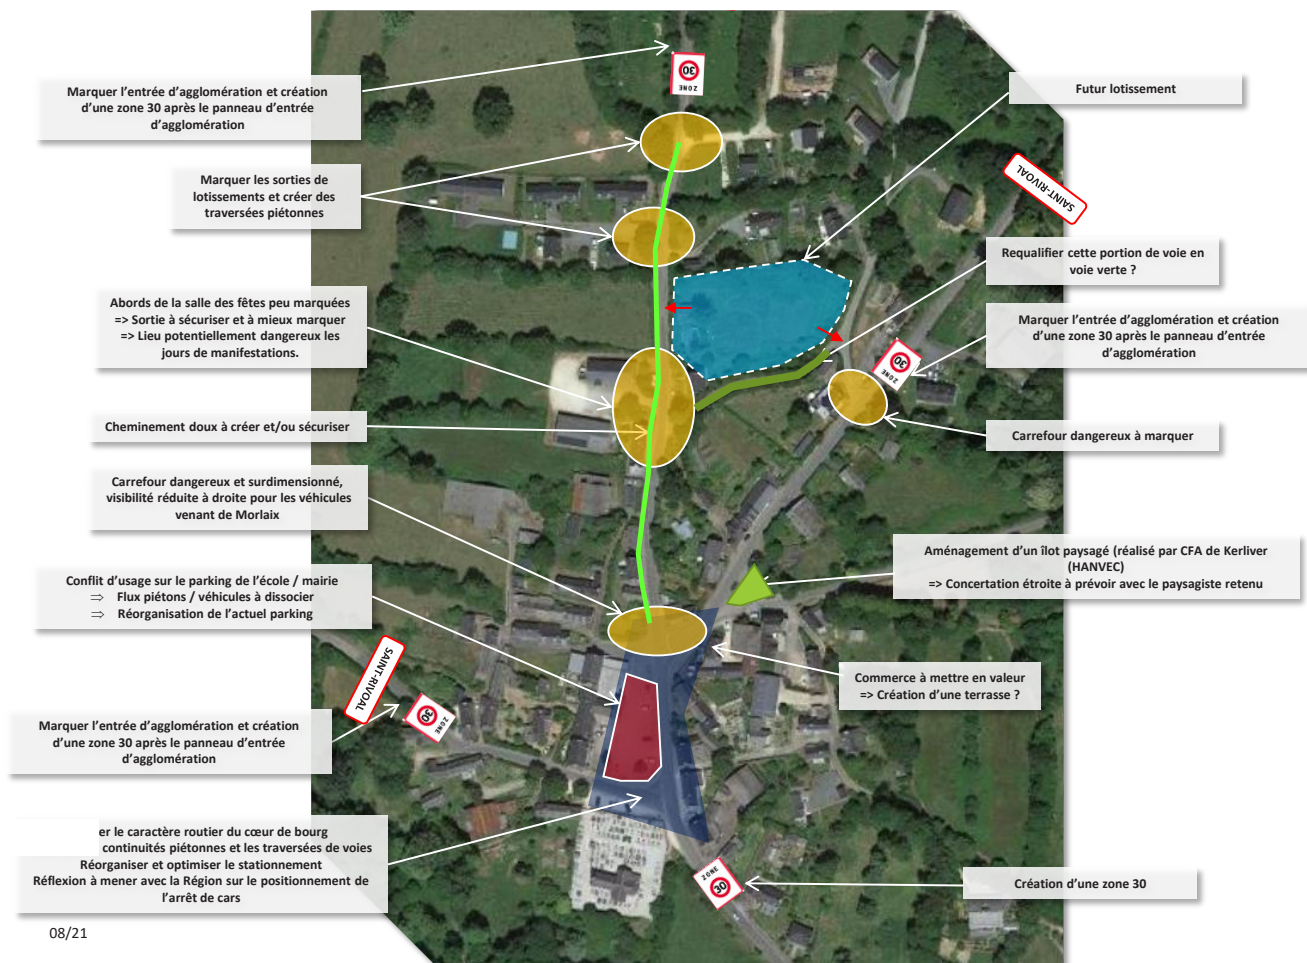 Marquer l'entrée d'agglomération et création
d'une zone 30 après le panneau d'entrée
d'agglomération
30
ZONE
Futur lotissement
Marquer les sorties de
lotissements et créer des
traversées piétonnes
SAINT-RIVOAL
Requalifier cette portion de voie en
voie verte ?
Abords de la salle des fêtes peu marquées
=> Sortie à sécuriser et à mieux marquer
=> Lieu potentiellement dangereux les
jours de manifestations.
Marquer l'entrée d'agglomération et création
d'une zone 30 après le panneau d'entrée
d'agglomération
30
ZONE
Cheminement doux à créer et/ou sécuriser
Carrefour dangereux à marquer
Carrefour dangereux et surdimensionné,
visibilité réduite à droite pour les véhicules
venant de Morlaix
Aménagement d'un îlot paysagé (réalisé par CFA de Kerliver
(HANVEC)
=> Concertation étroite à prévoir avec le paysagiste retenu
Conflit d'usage sur le parking de l'école / mairie
⇒ Flux piétons / véhicules à dissocier
⇒ Réorganisation de l'actuel parking
SAINT-RIVOAL
Commerce à mettre en valeur
=> Création d'une terrasse ?
30
ZONE
Marquer l'entrée d'agglomération et création
d'une zone 30 après le panneau d'entrée
d'agglomération
er le caractère routier du cœur de bourg
continuités piétonnes et les traversées de voies
Réorganiser et optimiser le stationnement
Réflexion à mener avec la Région sur le positionnement de
l'arrêt de cars
ZONE
30
Création d'une zone 30
08/21